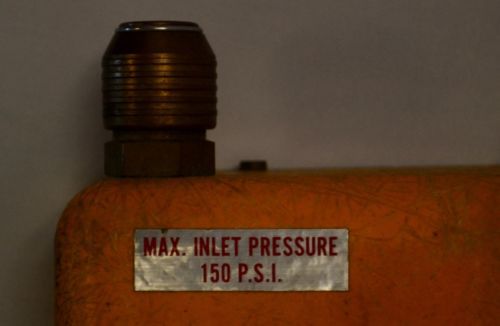 MAX. INLET PRESSURE
150 P.S.I.